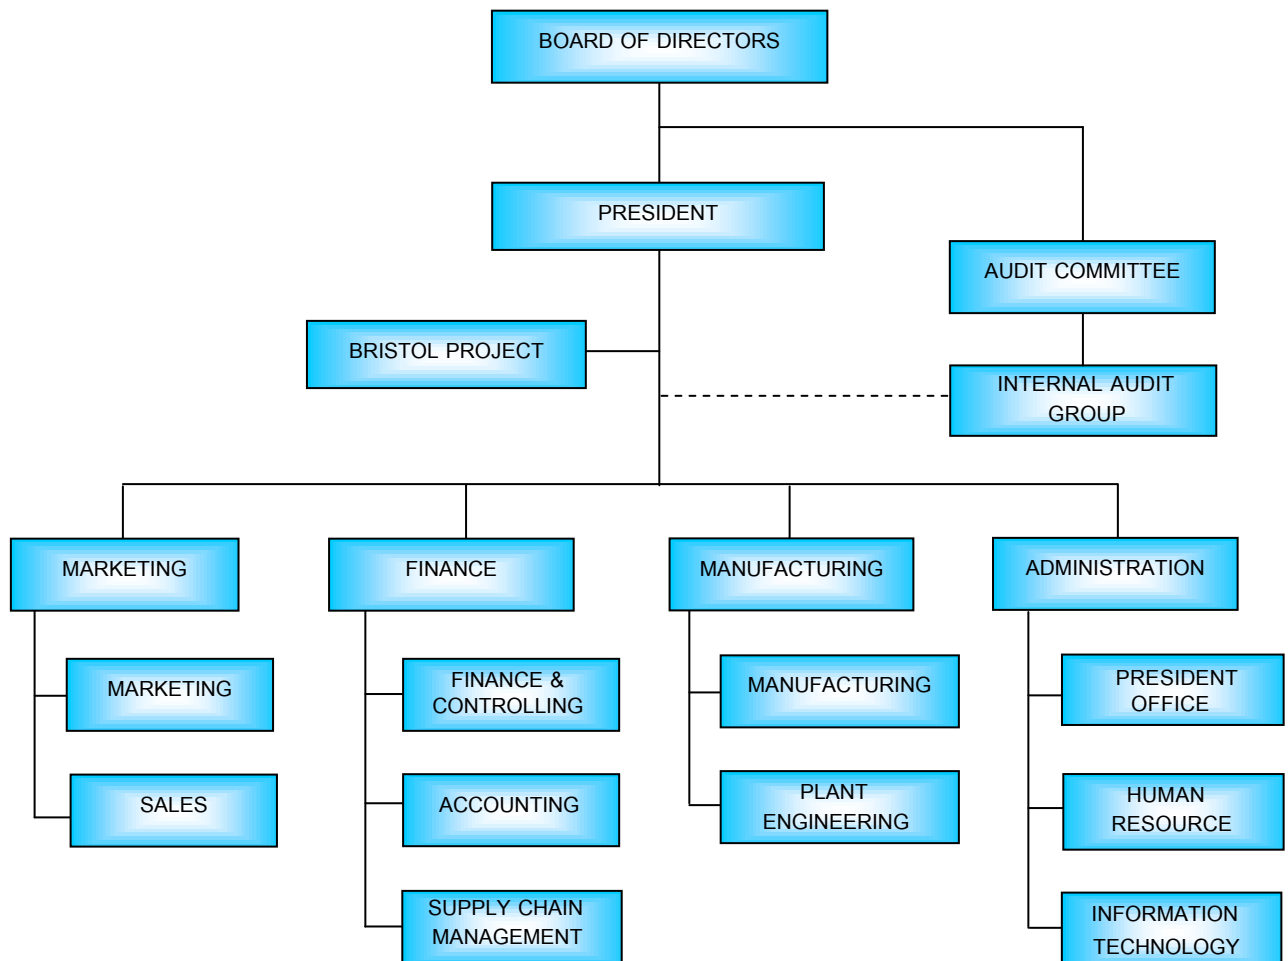 BOARD OF DIRECTORS
PRESIDENT
AUDIT COMMITTEE
BRISTOL PROJECT
INTERNAL AUDIT
GROUP
MARKETING
FINANCE
MANUFACTURING
ADMINISTRATION
MARKETING
FINANCE &
CONTROLLING
MANUFACTURING
PRESIDENT
OFFICE
SALES
ACCOUNTING
PLANT
ENGINEERING
HUMAN
RESOURCE
SUPPLY CHAIN
MANAGEMENT
INFORMATION
TECHNOLOGY